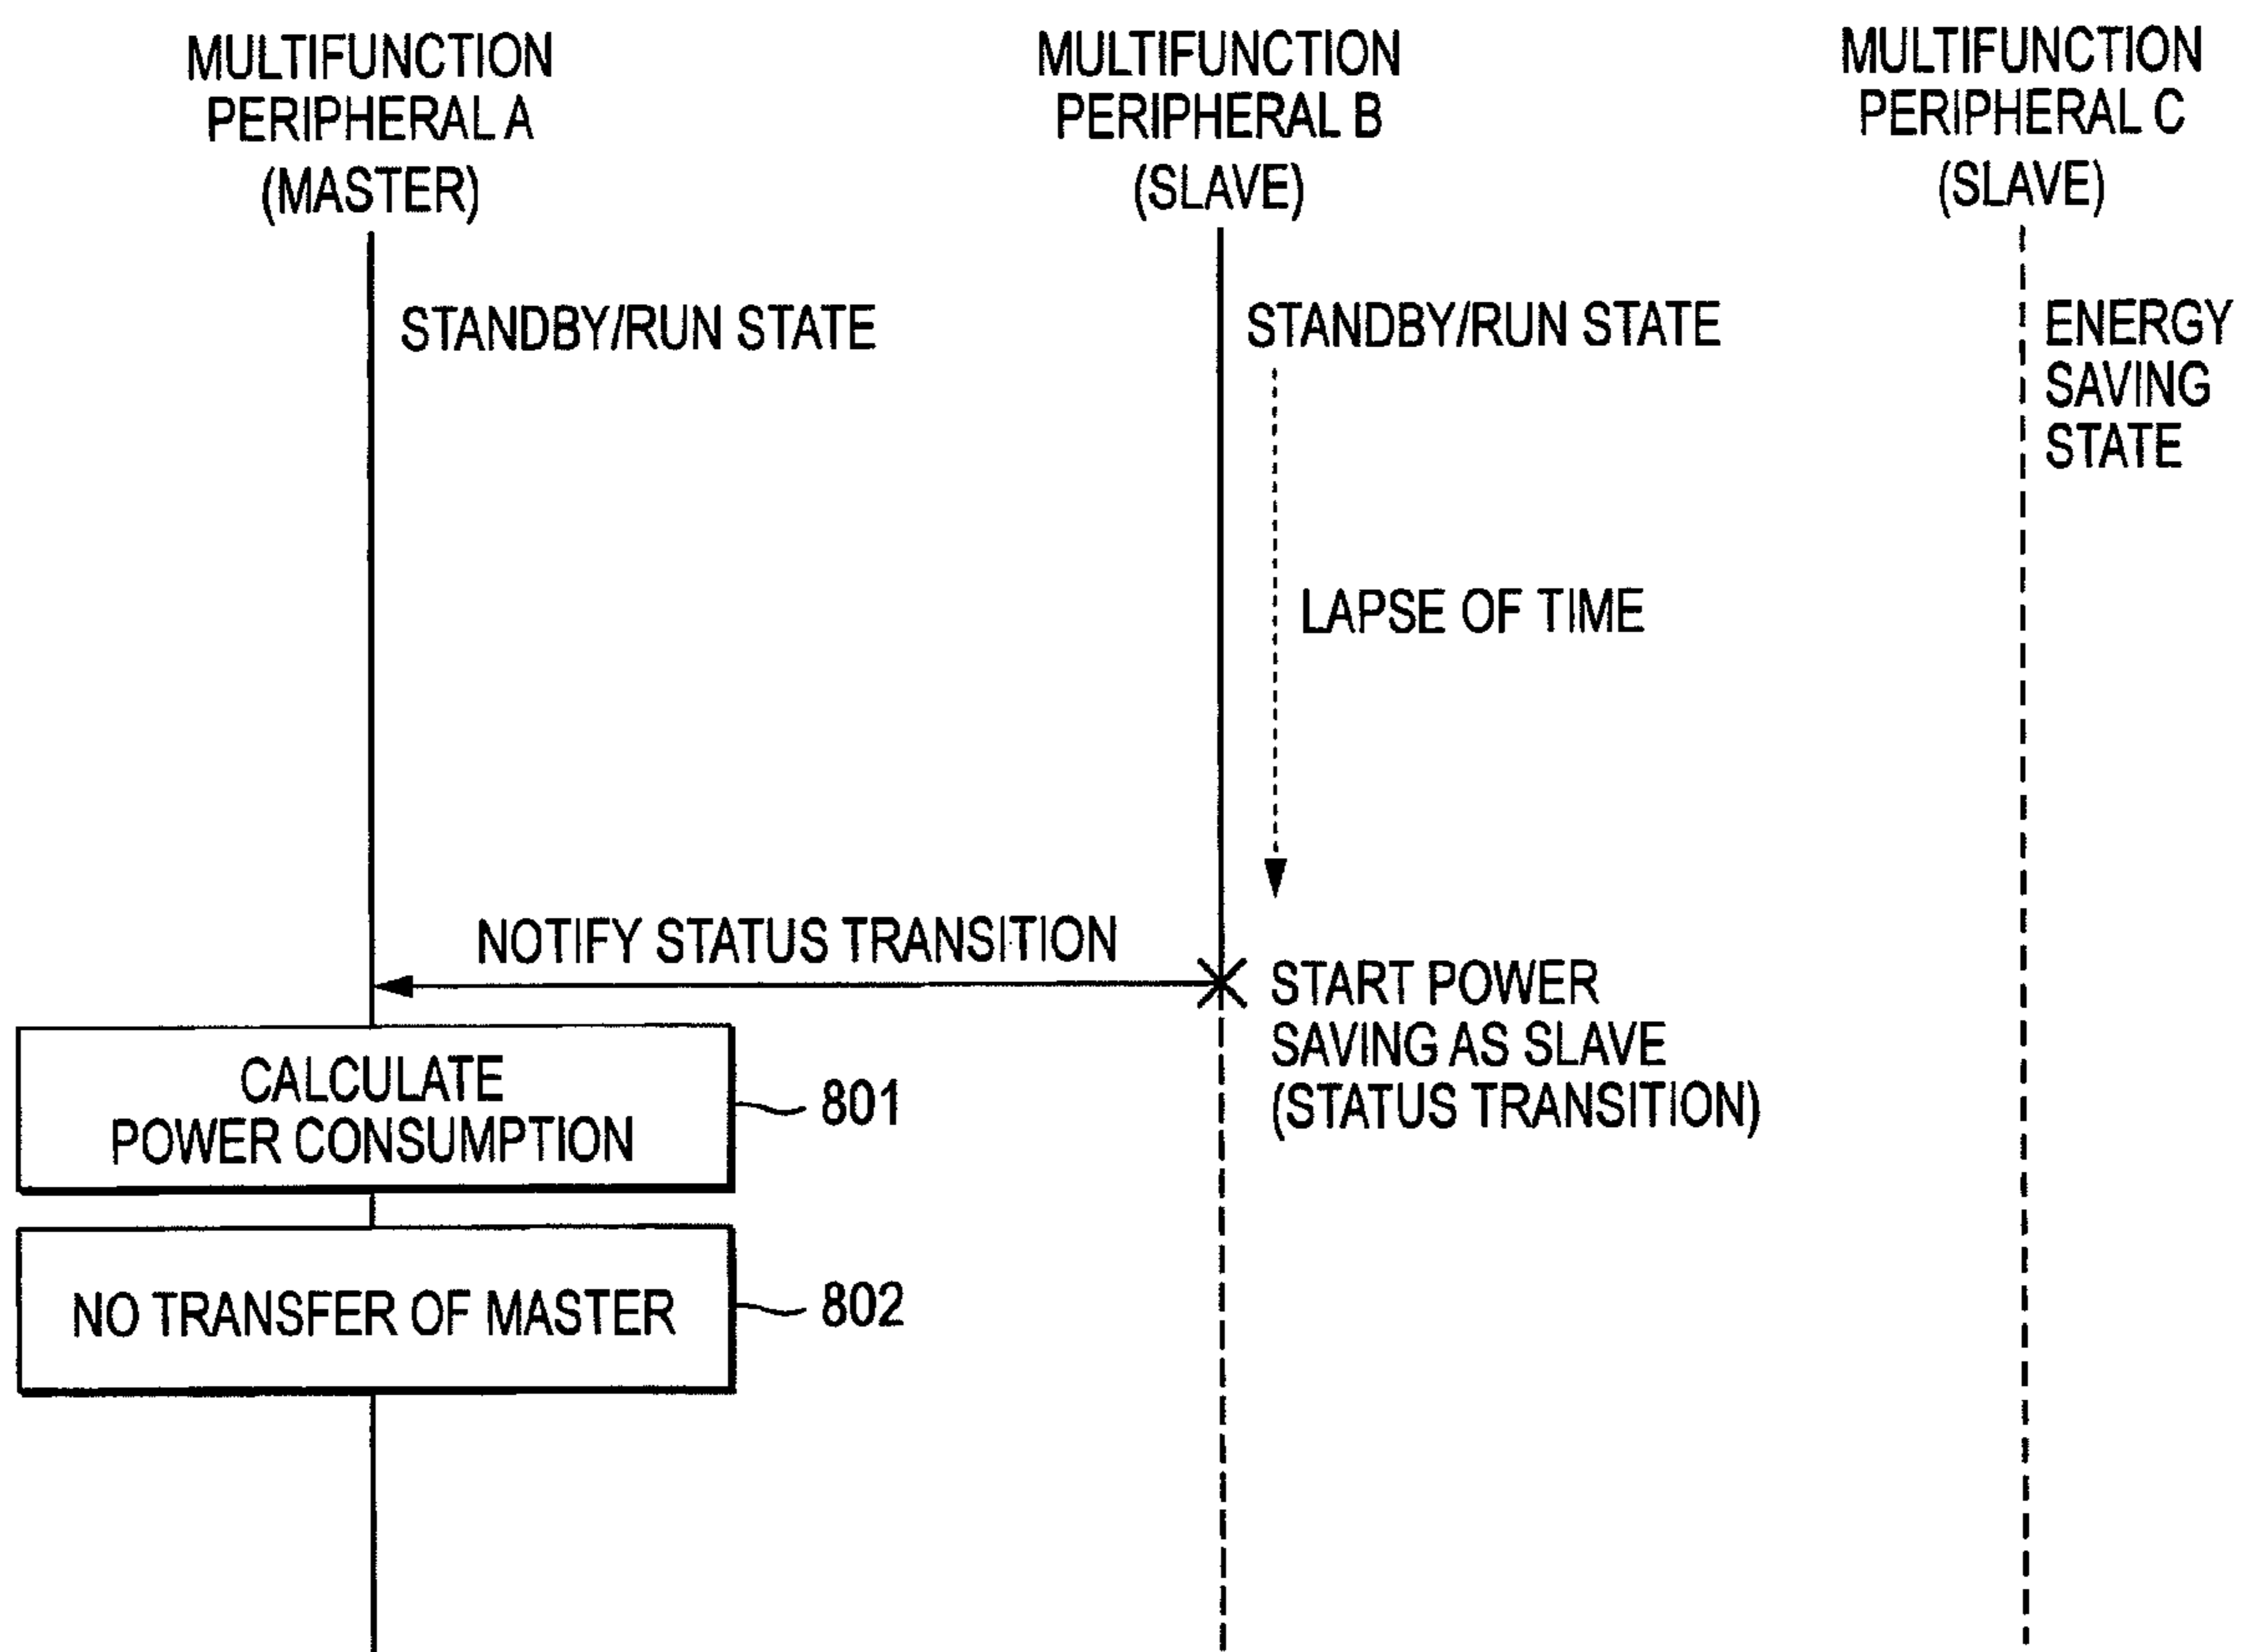 MULTIFUNCTION
PERIPHERAL A
(MASTER)
MULTIFUNCTION
PERIPHERAL B
(SLAVE)
MULTIFUNCTION
PERIPHERAL C
(SLAVE)
STANDBY/RUN STATE
STANDBY/RUN STATE
ENERGY
SAVING
STATE
LAPSE OF TIME
NOTIFY STATUS TRANSITION
START POWER
SAVING AS SLAVE
(STATUS TRANSITION)
CALCULATE
POWER CONSUMPTION
801
NO TRANSFER OF MASTER
802